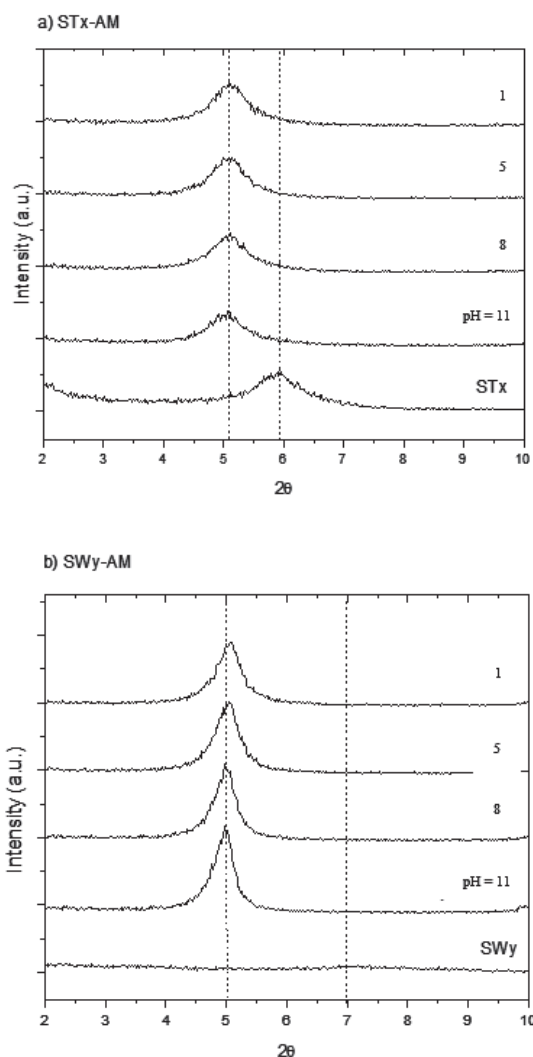 a) STx-AM
Intensity (a.u.)
1
5
8
pH = 11
STx
2 3 4 5 6 7 8 9 10
2θ
b) SWy-AM
Intensity (a.u.)
1
5
8
pH = 11
SWy
2 3 4 5 6 7 8 9 10
2θ